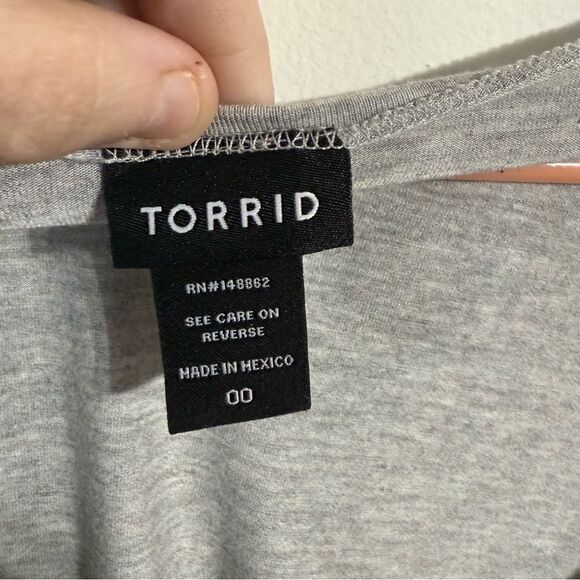 TORRID
RN#148862
SEE CARE ON
REVERSE
MADE IN MEXICO
00